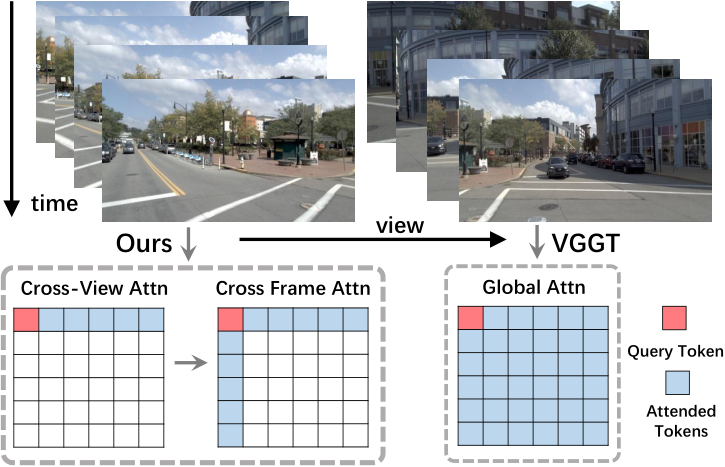 time
view
Ours
VGGT
Cross-View Attn
Cross Frame Attn
Global Attn
Query Token
Attended
Tokens